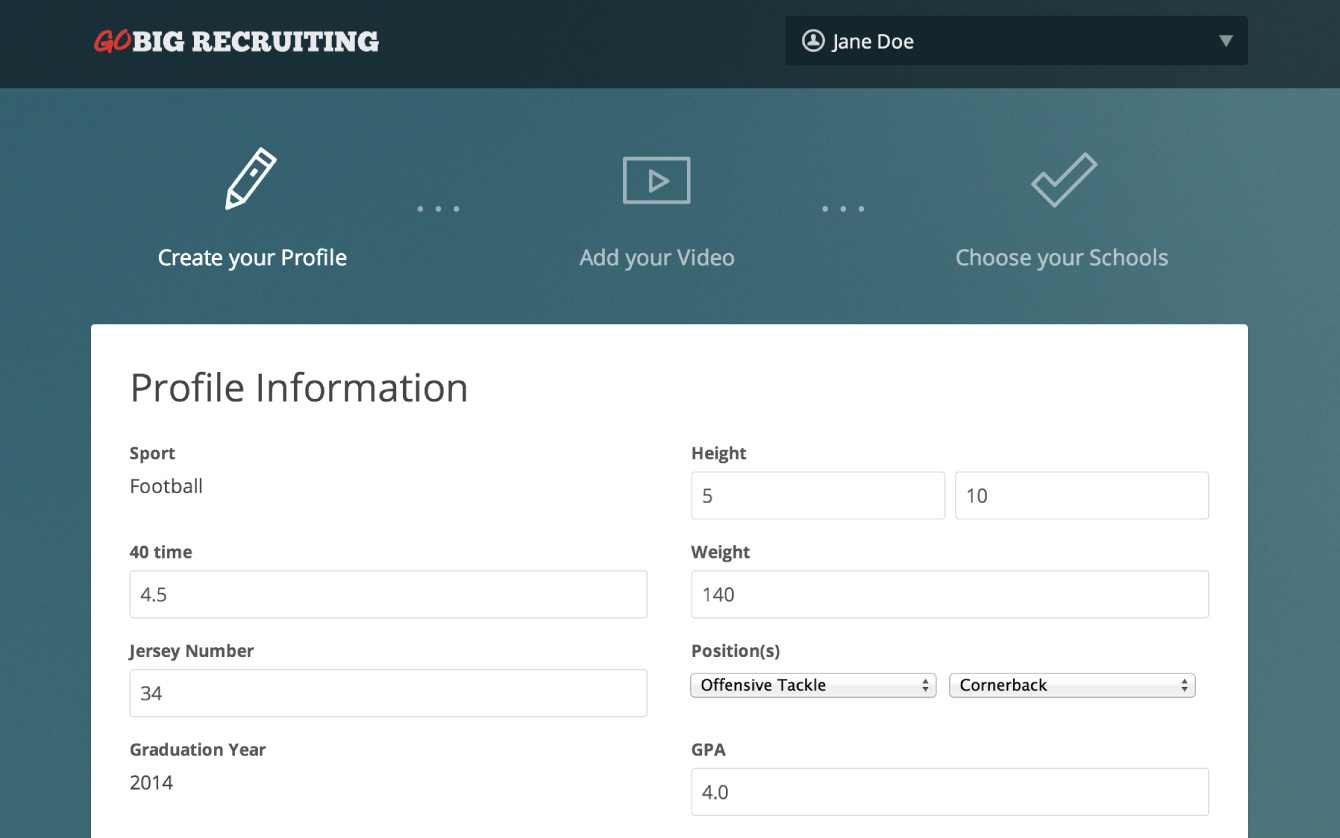 GOBIG RECRUITING
Jane Doe
Create your Profile
Add your Video
Choose your Schools
Profile Information
Sport
Football
Height
5
10
40 time
4.5
Weight
140
Jersey Number
34
Position(s)
Offensive Tackle
Cornerback
Graduation Year
2014
GPA
4.0